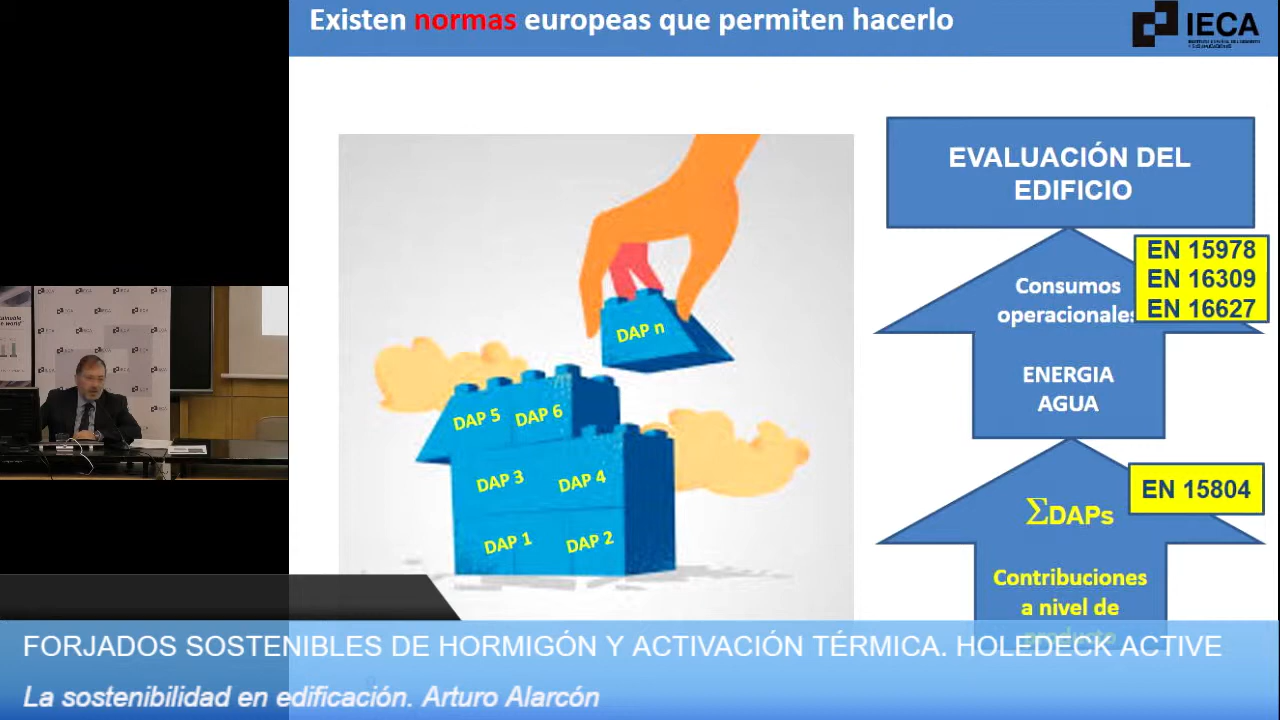 Existen normas europeas que permiten hacerlo
IECA
EVALUACIÓN DEL
EDIFICIO
EN 15978
EN 16309
EN 16627
Consumos
operacionales
ENERGIA
AGUA
EN 15804
ΣDAPs
Contribuciones
a nivel de
producto
DAP n
DAP 5
DAP 6
DAP 3
DAP 4
DAP 1
DAP 2
IECA
FORJADOS SOSTENIBLES DE HORMIGÓN Y ACTIVACIÓN TÉRMICA. HOLEDECK ACTIVE
La sostenibilidad en edificación. Arturo Alarcón